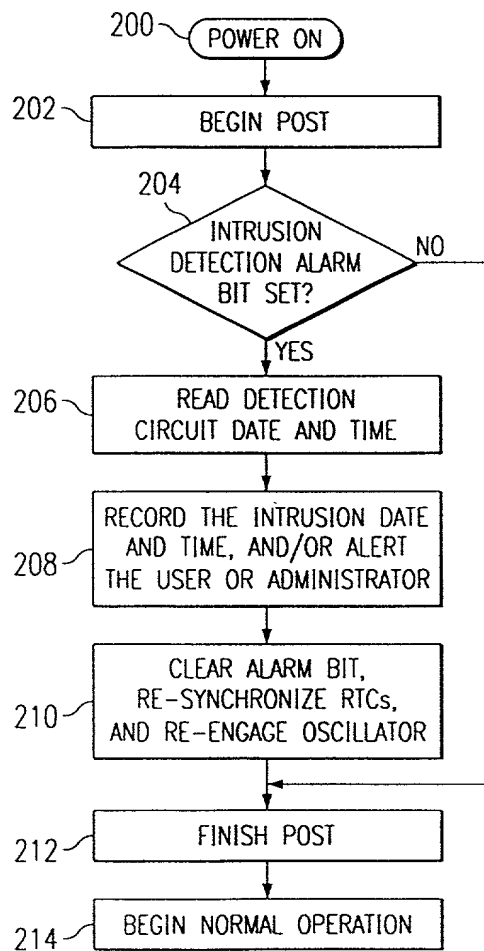 200
POWER ON
202
BEGIN POST
204
INTRUSION
DETECTION ALARM
BIT SET?
NO
YES
206
READ DETECTION
CIRCUIT DATE AND TIME
208
RECORD THE INTRUSION DATE
AND TIME, AND/OR ALERT
THE USER OR ADMINISTRATOR
210
CLEAR ALARM BIT,
RE-SYNCHRONIZE RTCs,
AND RE-ENGAGE OSCILLATOR
212
FINISH POST
214
BEGIN NORMAL OPERATION